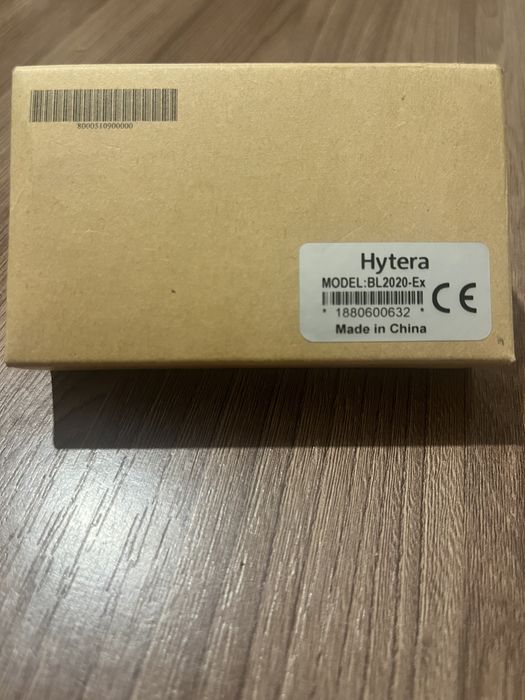 8000510900000
Hytera
MODEL:BL2020-Ex
CE
* 1880600632 *
Made in China